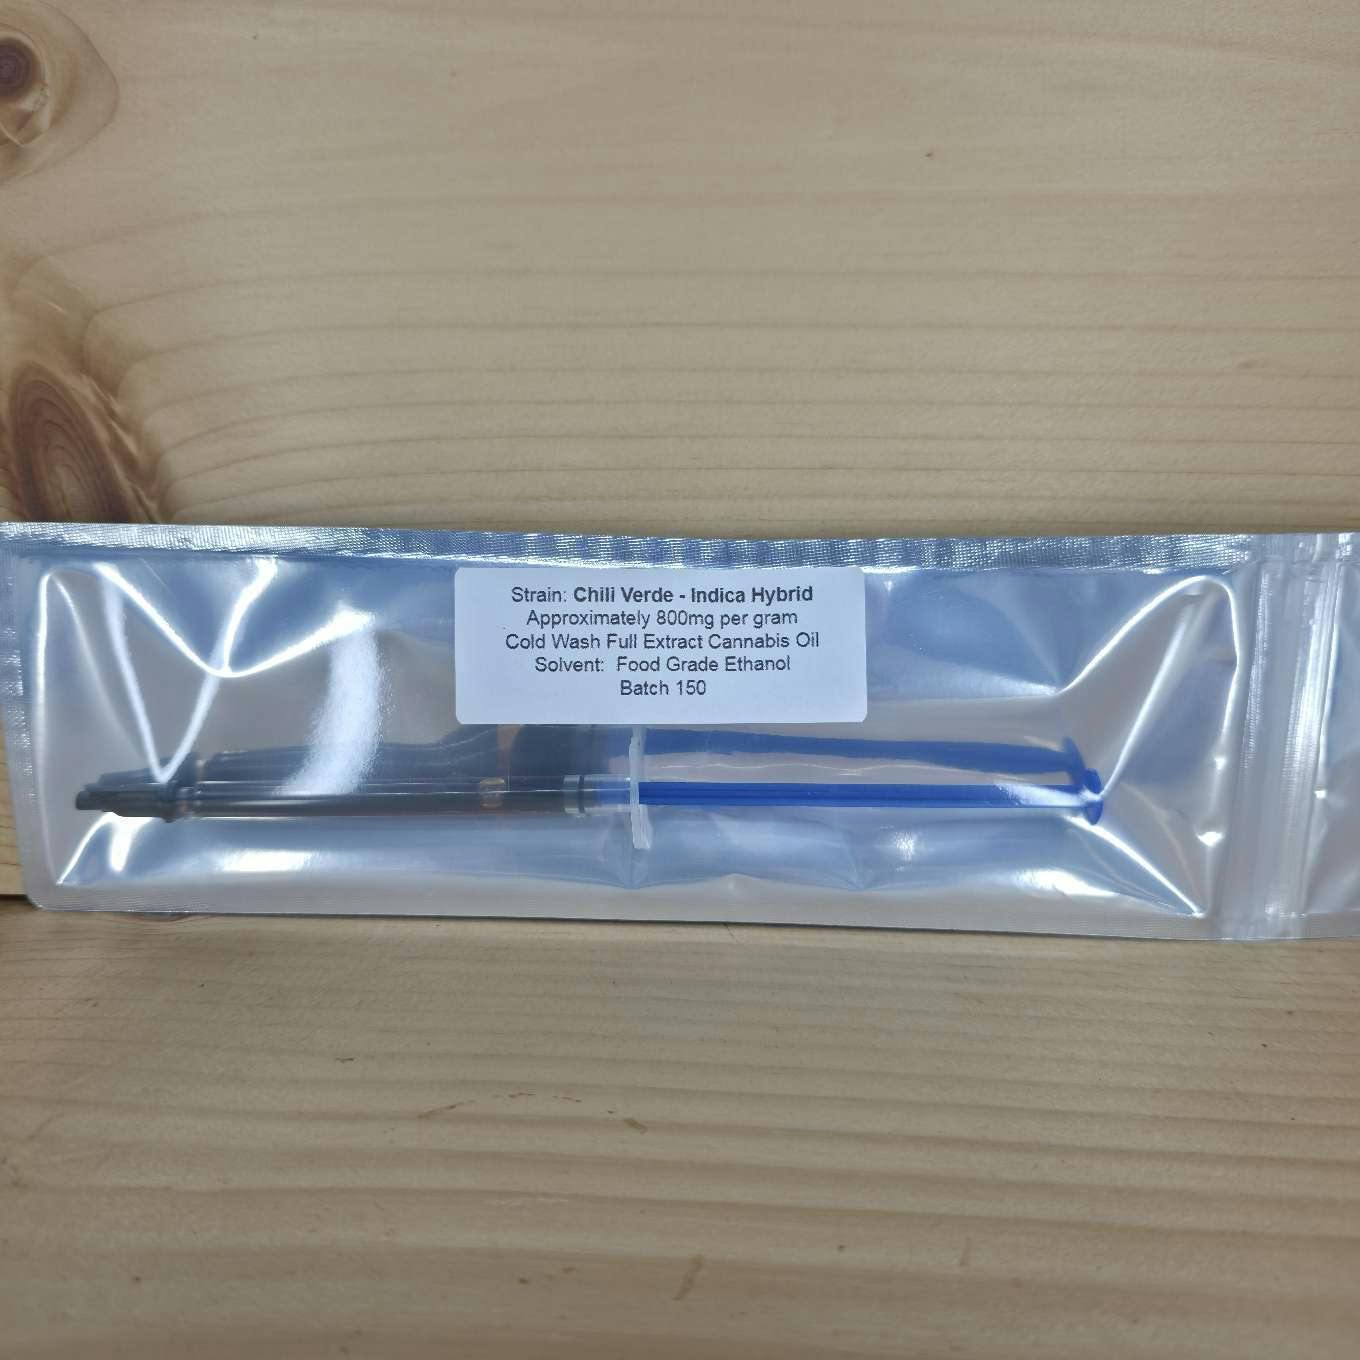 Strain: Chili Verde - Indica Hybrid
Approximately 800mg per gram
Cold Wash Full Extract Cannabis Oil
Solvent:  Food Grade Ethanol
Batch 150